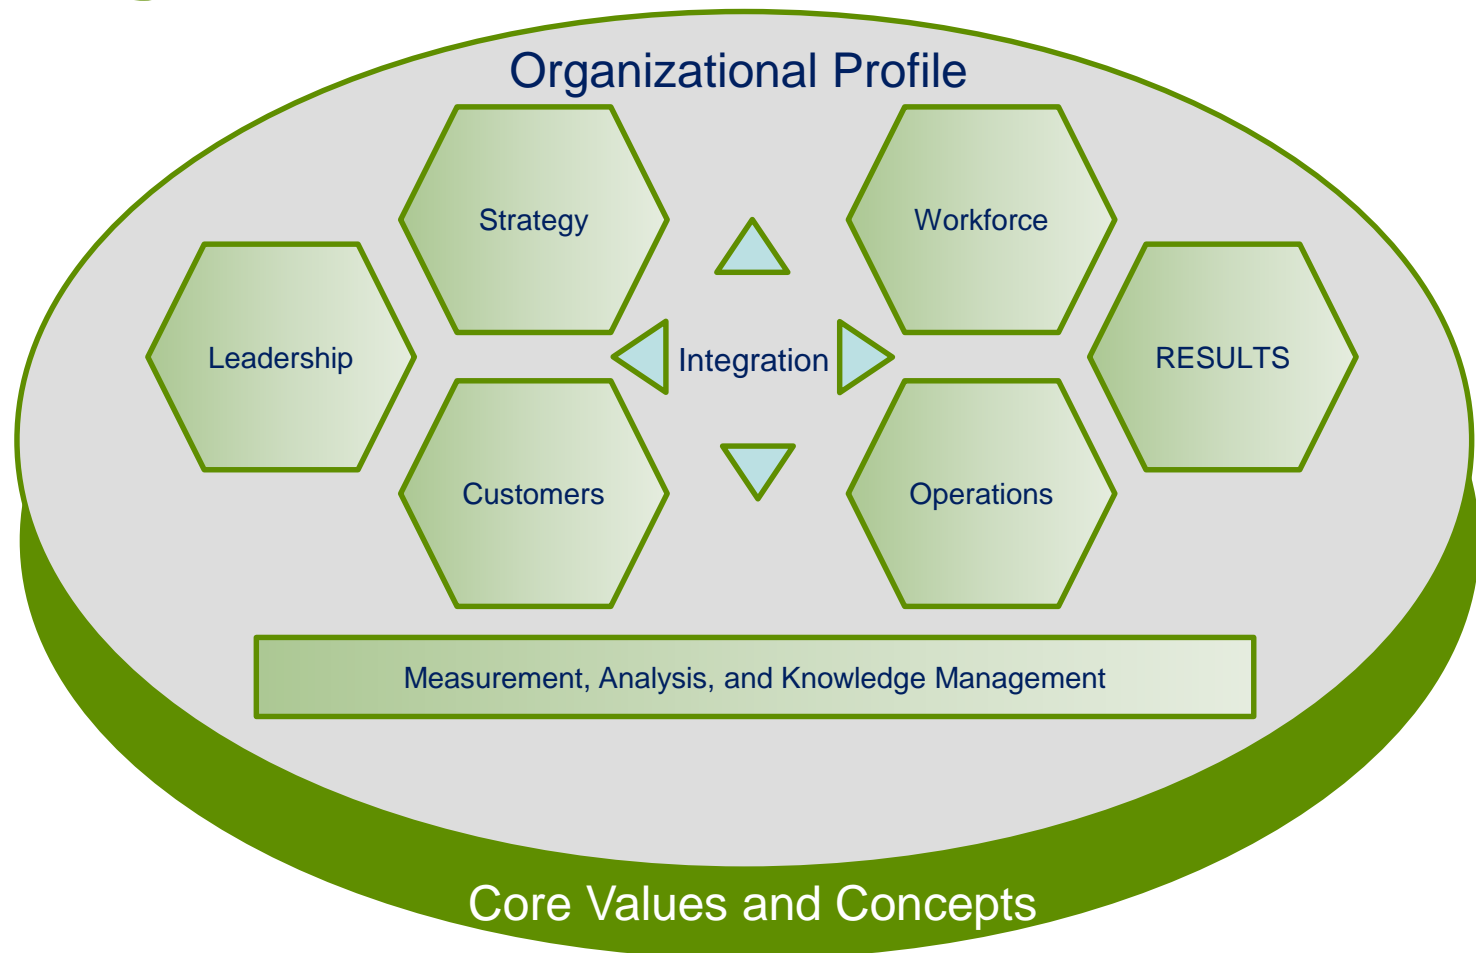 Organizational Profile
Strategy
Workforce
Leadership
Integration
RESULTS
Customers
Operations
Measurement, Analysis, and Knowledge Management
Core Values and Concepts